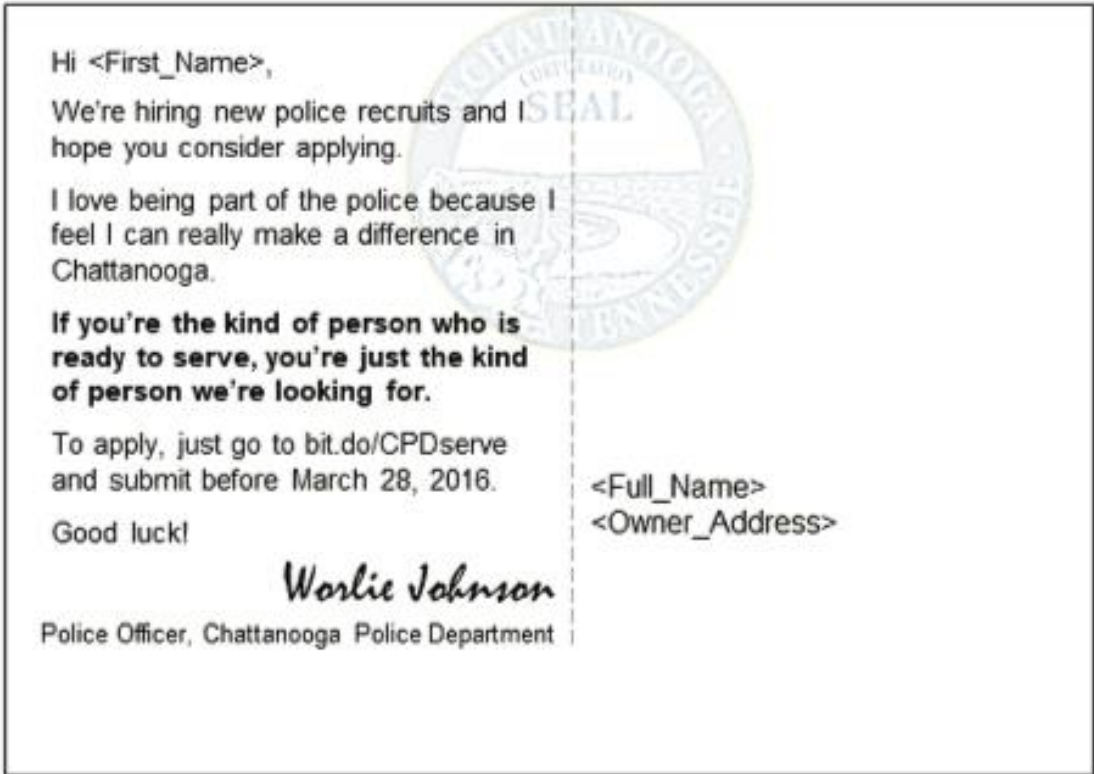 Hi <First_Name>,
We're hiring new police recruits and I
hope you consider applying.
I love being part of the police because I
feel I can really make a difference in
Chattanooga.
If you're the kind of person who is
ready to serve, you're just the kind
of person we're looking for.
To apply, just go to bit.do/CPDserve
and submit before March 28, 2016.
Good luck!
Worlie Johnson
Police Officer, Chattanooga Police Department
CHATTANOOGA
SEAL
TENNESSEE
<Full_Name>
<Owner_Address>